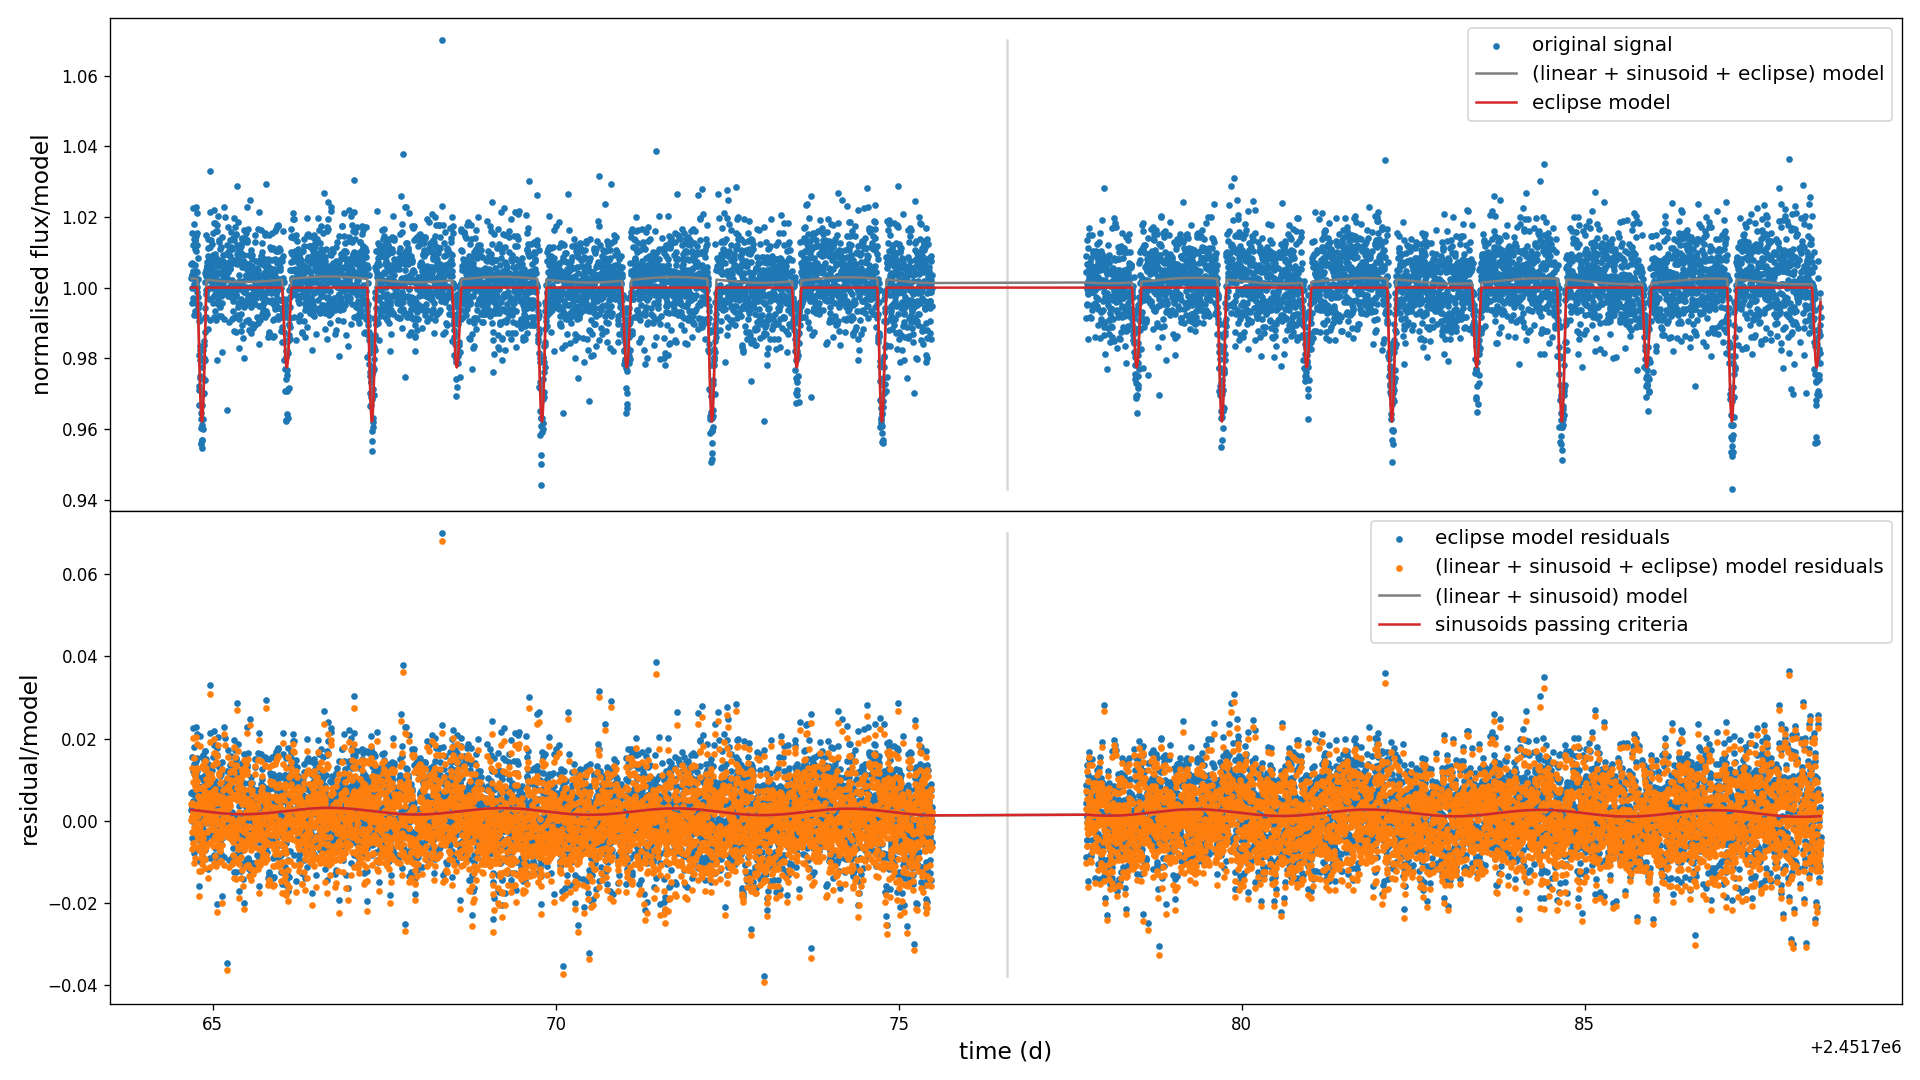 normalised flux/model
1.06
1.04
1.02
1.00
0.98
0.96
0.94
original signal
(linear + sinusoid + eclipse) model
eclipse model
residual/model
0.06
0.04
0.02
0.00
−0.02
−0.04
eclipse model residuals
(linear + sinusoid + eclipse) model residuals
(linear + sinusoid) model
sinusoids passing criteria
65 70 75 80 85
time (d)
+2.4517e6